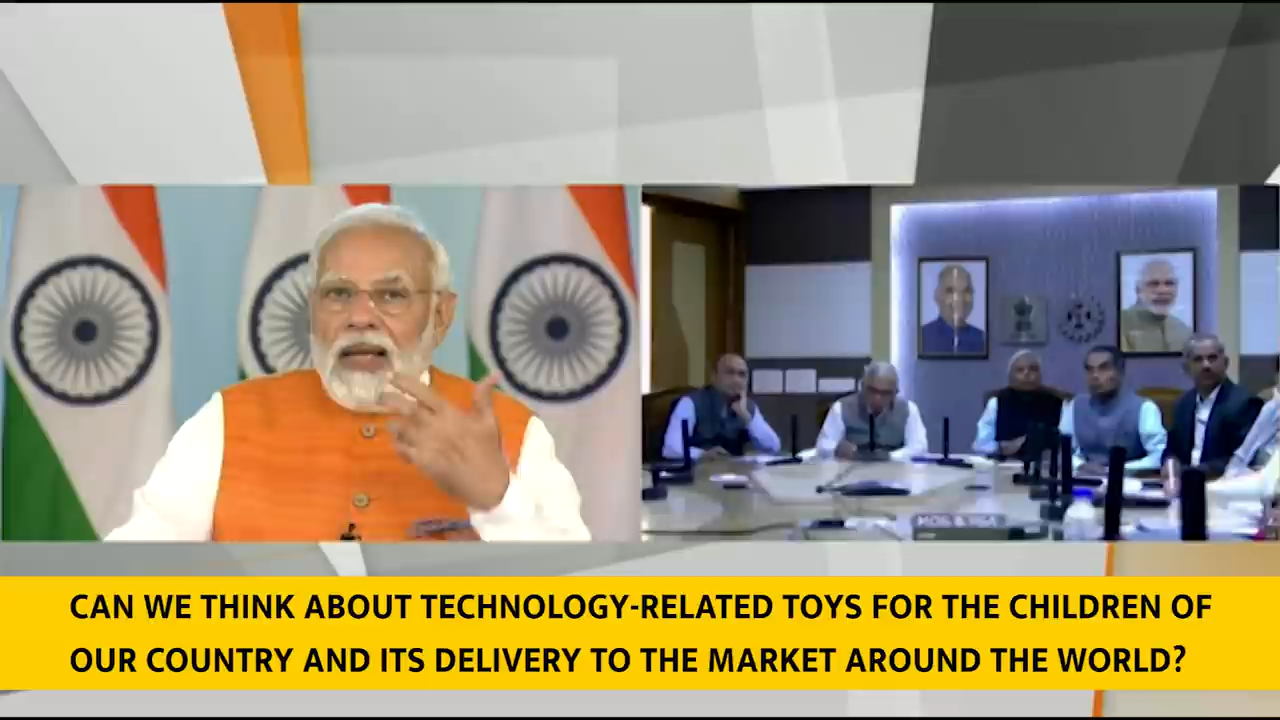 CAN WE THINK ABOUT TECHNOLOGY-RELATED TOYS FOR THE CHILDREN OF
OUR COUNTRY AND ITS DELIVERY TO THE MARKET AROUND THE WORLD?